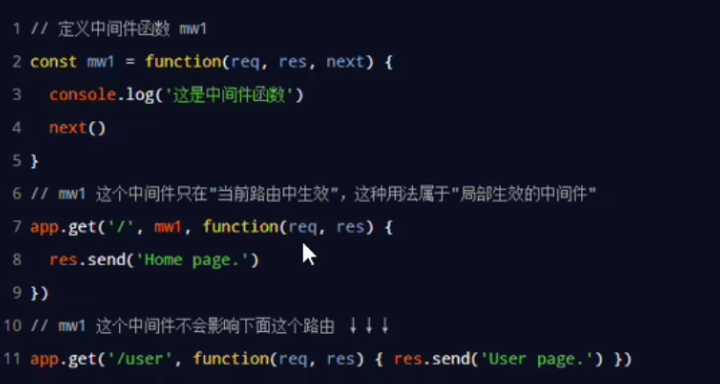 1 // 定义中间件函数 mw1
2 const mw1 = function(req, res, next) {
3   console.log('这是中间件函数')
4   next()
5 }
6 // mw1 这个中间件只在"当前路由中生效"，这种用法属于"局部生效的中间件"
7 app.get('/', mw1, function(req, res) {
8   res.send('Home page.')
9 })
10 // mw1 这个中间件不会影响下面这个路由 ↓↓↓
11 app.get('/user', function(req, res) { res.send('User page.') })